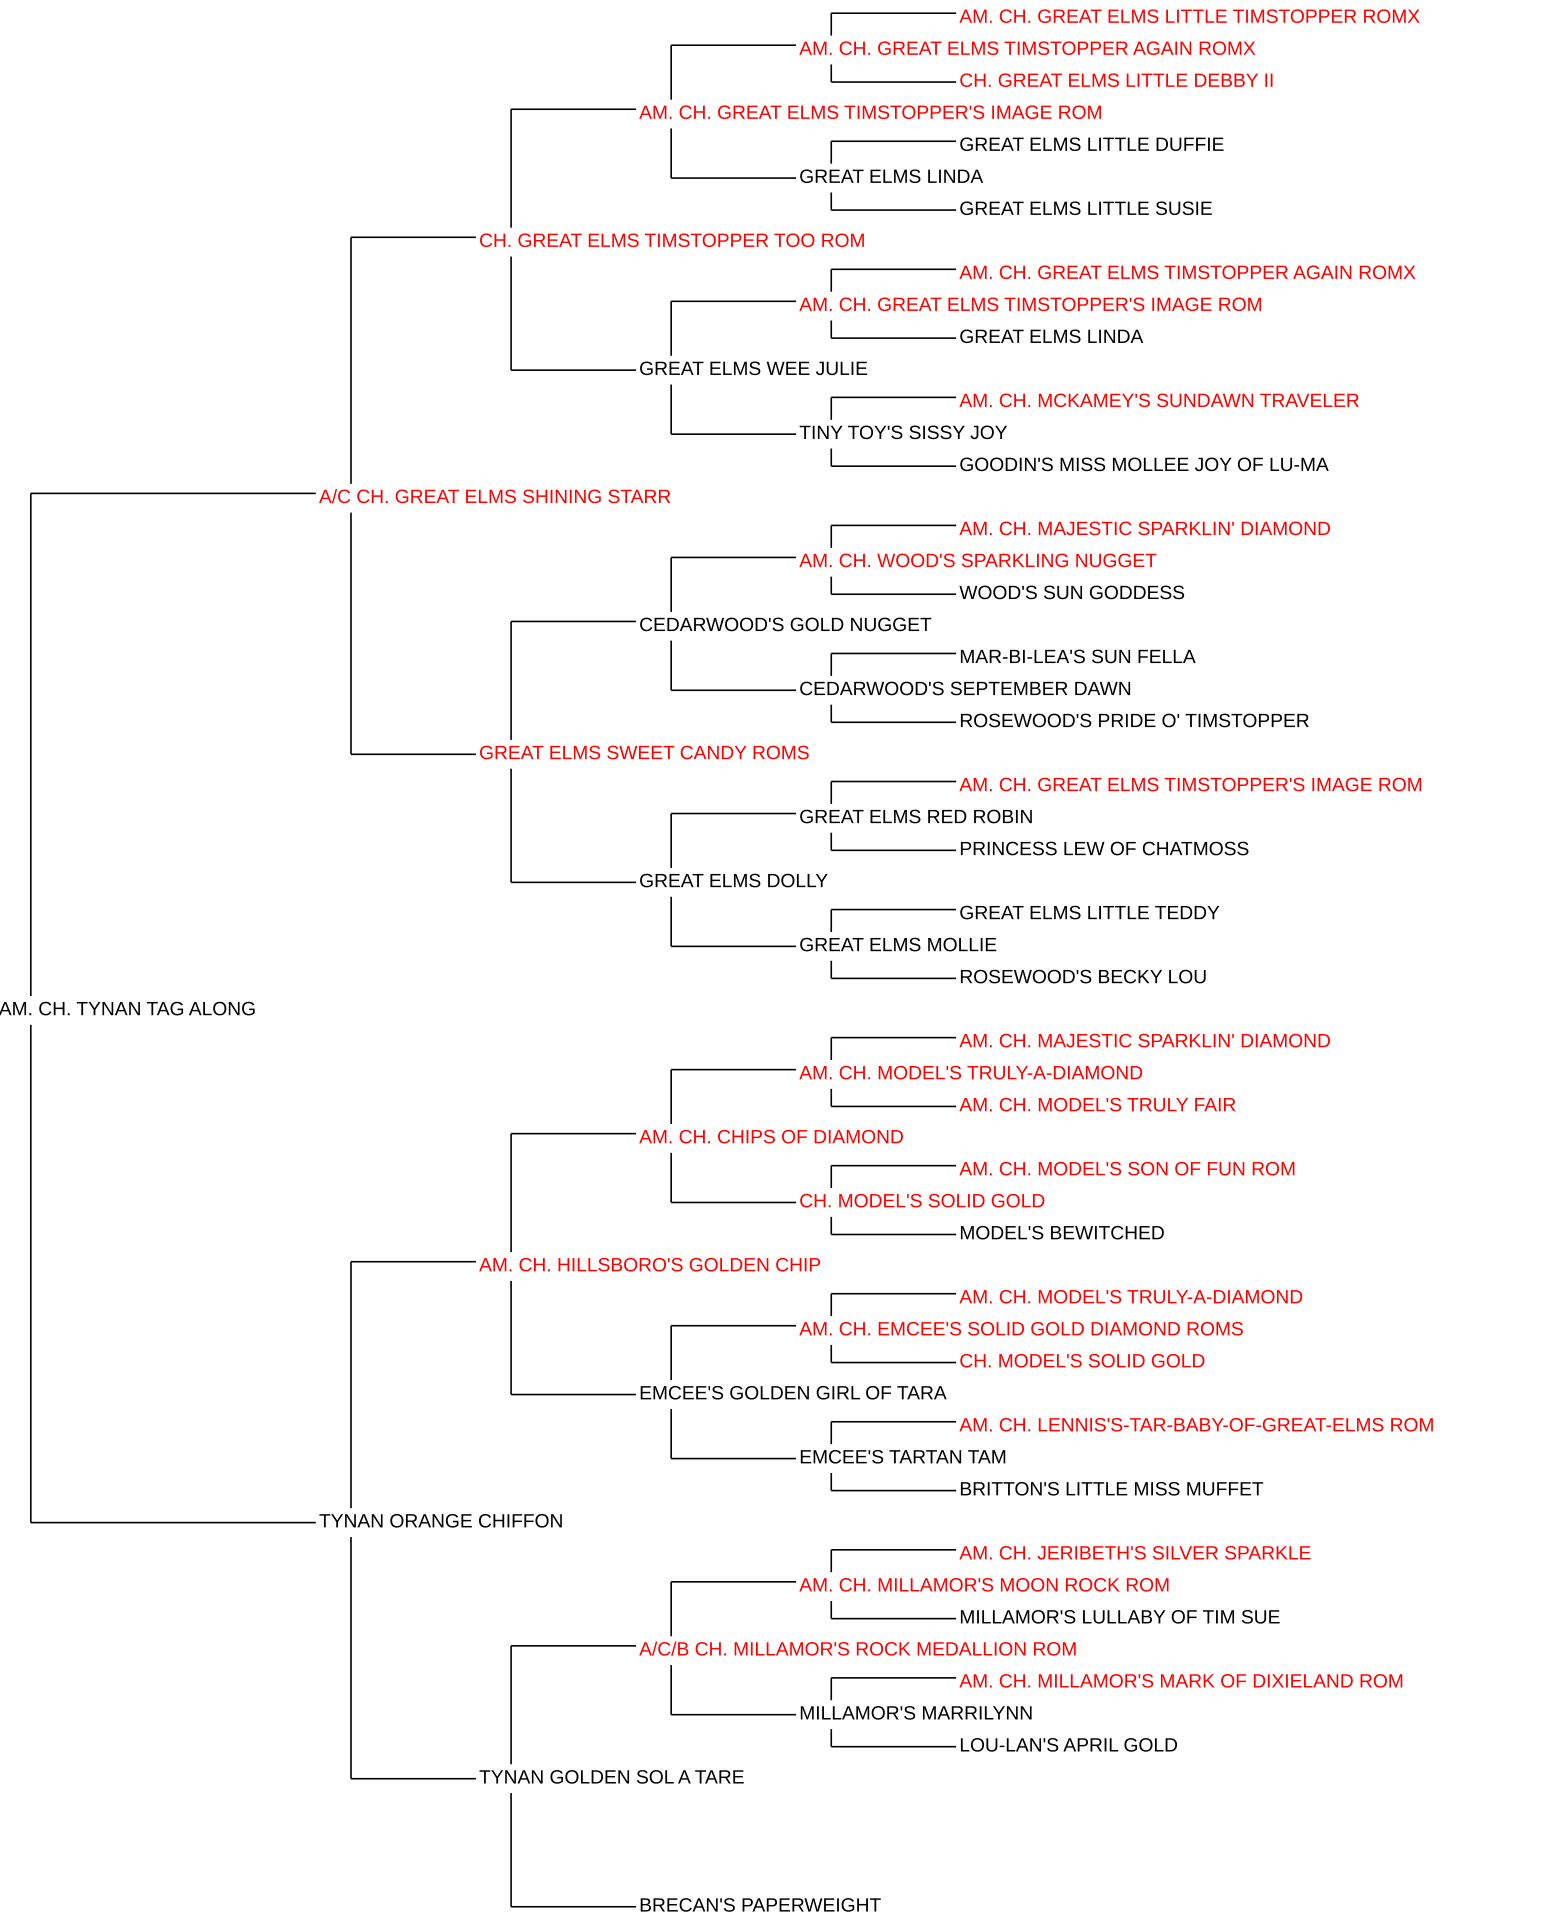 AM. CH. GREAT ELMS LITTLE TIMSTOPPER ROMX
AM. CH. GREAT ELMS TIMSTOPPER AGAIN ROMX
CH. GREAT ELMS LITTLE DEBBY II
AM. CH. GREAT ELMS TIMSTOPPER'S IMAGE ROM
GREAT ELMS LITTLE DUFFIE
GREAT ELMS LINDA
GREAT ELMS LITTLE SUSIE
CH. GREAT ELMS TIMSTOPPER TOO ROM
AM. CH. GREAT ELMS TIMSTOPPER AGAIN ROMX
AM. CH. GREAT ELMS TIMSTOPPER'S IMAGE ROM
GREAT ELMS LINDA
GREAT ELMS WEE JULIE
AM. CH. MCKAMEY'S SUNDAWN TRAVELER
TINY TOY'S SISSY JOY
GOODIN'S MISS MOLLEE JOY OF LU-MA
A/C CH. GREAT ELMS SHINING STARR
AM. CH. MAJESTIC SPARKLIN' DIAMOND
AM. CH. WOOD'S SPARKLING NUGGET
WOOD'S SUN GODDESS
CEDARWOOD'S GOLD NUGGET
MAR-BI-LEA'S SUN FELLA
CEDARWOOD'S SEPTEMBER DAWN
ROSEWOOD'S PRIDE O' TIMSTOPPER
GREAT ELMS SWEET CANDY ROMS
AM. CH. GREAT ELMS TIMSTOPPER'S IMAGE ROM
GREAT ELMS RED ROBIN
PRINCESS LEW OF CHATMOSS
GREAT ELMS DOLLY
GREAT ELMS LITTLE TEDDY
GREAT ELMS MOLLIE
ROSEWOOD'S BECKY LOU
AM. CH. TYNAN TAG ALONG
AM. CH. MAJESTIC SPARKLIN' DIAMOND
AM. CH. MODEL'S TRULY-A-DIAMOND
AM. CH. MODEL'S TRULY FAIR
AM. CH. CHIPS OF DIAMOND
AM. CH. MODEL'S SON OF FUN ROM
CH. MODEL'S SOLID GOLD
MODEL'S BEWITCHED
AM. CH. HILLSBORO'S GOLDEN CHIP
AM. CH. MODEL'S TRULY-A-DIAMOND
AM. CH. EMCEE'S SOLID GOLD DIAMOND ROMS
CH. MODEL'S SOLID GOLD
EMCEE'S GOLDEN GIRL OF TARA
AM. CH. LENNIS'S-TAR-BABY-OF-GREAT-ELMS ROM
EMCEE'S TARTAN TAM
BRITTON'S LITTLE MISS MUFFET
TYNAN ORANGE CHIFFON
AM. CH. JERIBETH'S SILVER SPARKLE
AM. CH. MILLAMOR'S MOON ROCK ROM
MILLAMOR'S LULLABY OF TIM SUE
A/C/B CH. MILLAMOR'S ROCK MEDALLION ROM
AM. CH. MILLAMOR'S MARK OF DIXIELAND ROM
MILLAMOR'S MARRILYNN
LOU-LAN'S APRIL GOLD
TYNAN GOLDEN SOL A TARE
BRECAN'S PAPERWEIGHT